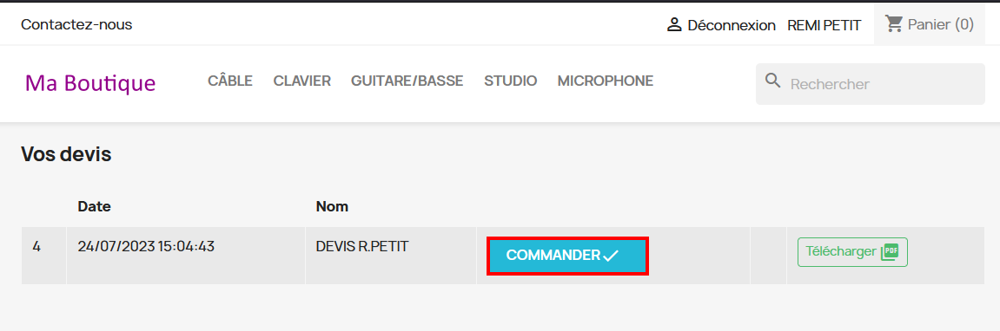 Contactez-nous
Déconnexion REMI PETIT Panier (0)
Ma Boutique CÂBLE CLAVIER GUITARE/BASSE STUDIO MICROPHONE Rechercher
Vos devis
Date Nom
4 24/07/2023 15:04:43 DEVIS R.PETIT COMMANDER Télécharger PDF